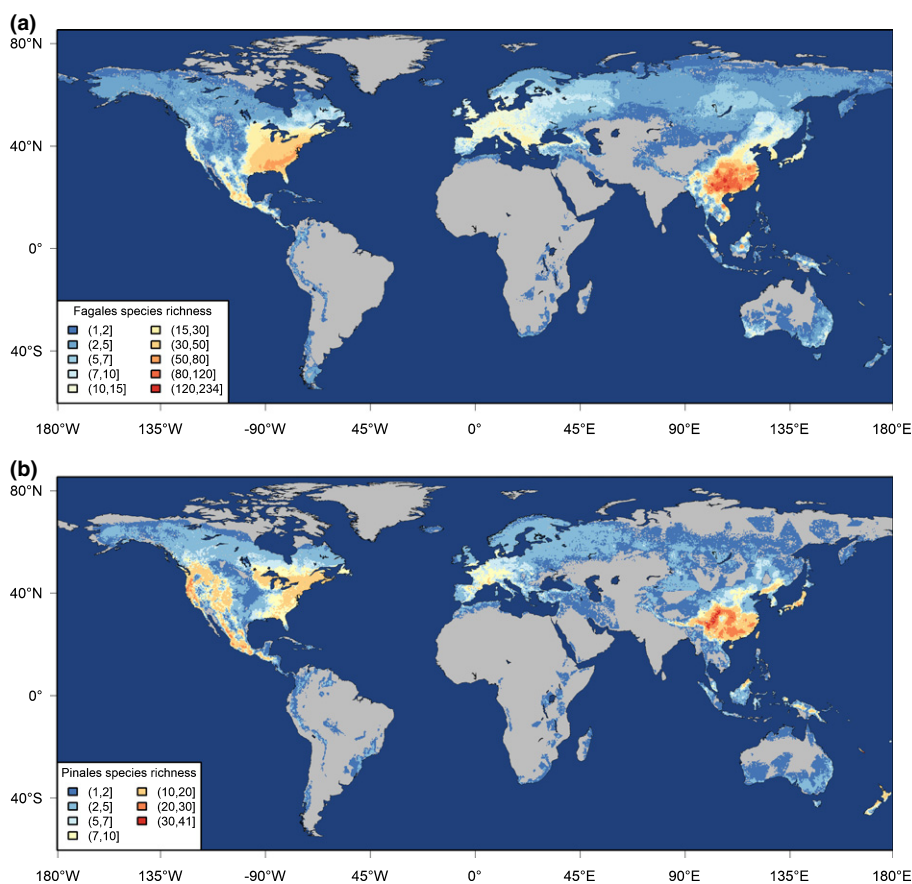 (a)
80°N
40°N
0°
40°S
Fagales species richness
(1,2] (15,30]
(2,5] (30,50]
(5,7] (50,80]
(7,10] (80,120]
(10,15] (120,234]
180°W 135°W -90°W 45°W 0° 45°E 90°E 135°E 180°E
(b)
80°N
40°N
0°
40°S
Pinales species richness
(1,2] (10,20]
(2,5] (20,30]
(5,7] (30,41]
(7,10]
180°W 135°W -90°W 45°W 0° 45°E 90°E 135°E 180°E